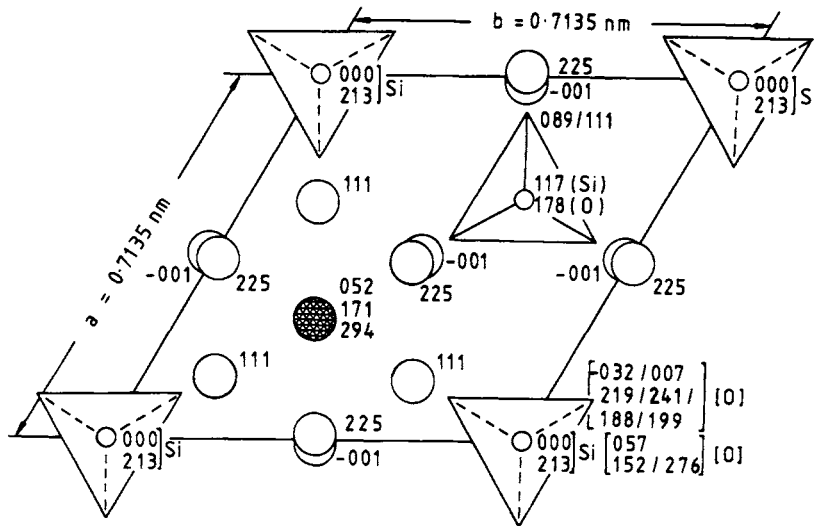 b = 0·7135 nm
000]Si
213
225
-001
000]S
213
089/111
111
117 (Si)
178 (O)
-001
225
-001
225
-001
225
a = 0·7135 nm
052
171
294
111
111
[-032/007
219/241/ ] [O]
188/199
225
-001
000]Si
213
000]Si [057
213 152/276] [O]